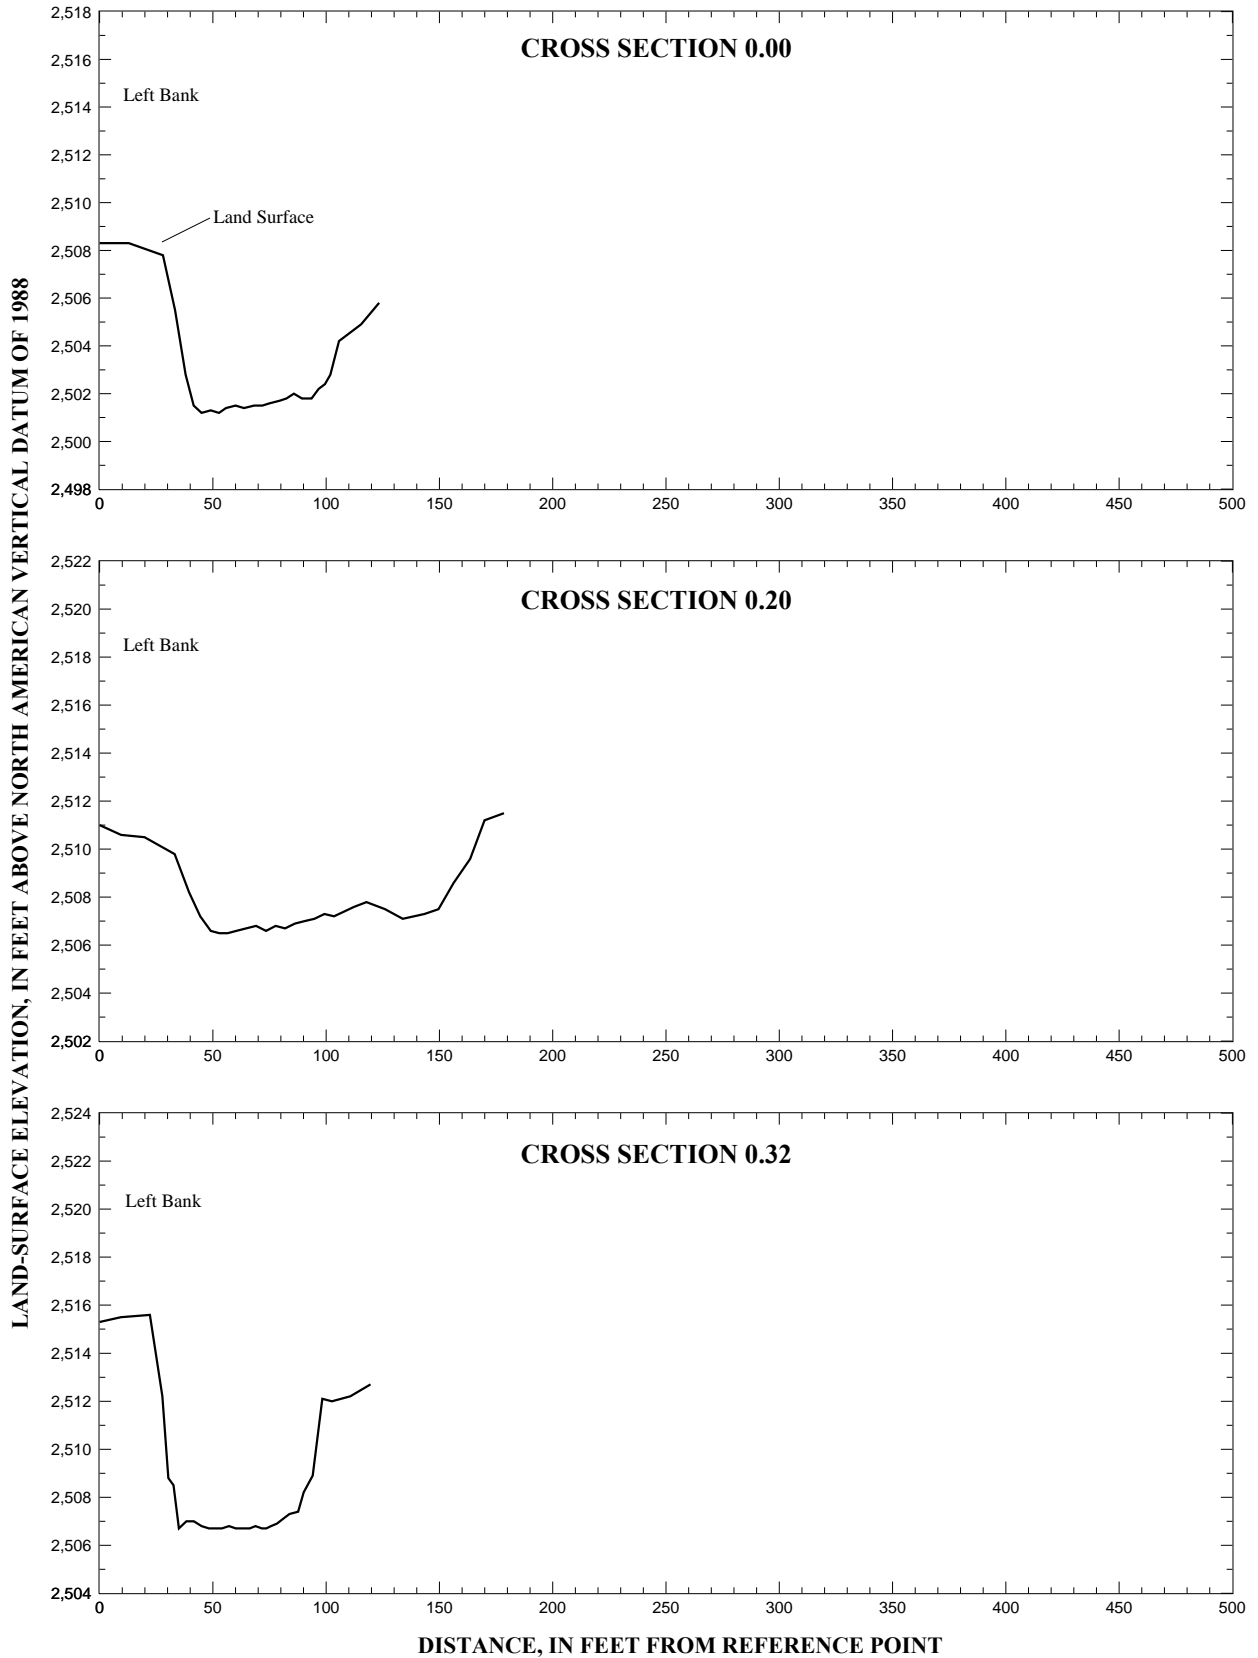 LAND-SURFACE ELEVATION, IN FEET ABOVE NORTH AMERICAN VERTICAL DATUM OF 1988
CROSS SECTION 0.00
Left Bank
Land Surface
2,518
2,516
2,514
2,512
2,510
2,508
2,506
2,504
2,502
2,500
2,498
0 50 100 150 200 250 300 350 400 450 500
CROSS SECTION 0.20
Left Bank
2,522
2,520
2,518
2,516
2,514
2,512
2,510
2,508
2,506
2,504
2,502
0 50 100 150 200 250 300 350 400 450 500
CROSS SECTION 0.32
Left Bank
2,524
2,522
2,520
2,518
2,516
2,514
2,512
2,510
2,508
2,506
2,504
0 50 100 150 200 250 300 350 400 450 500
DISTANCE, IN FEET FROM REFERENCE POINT